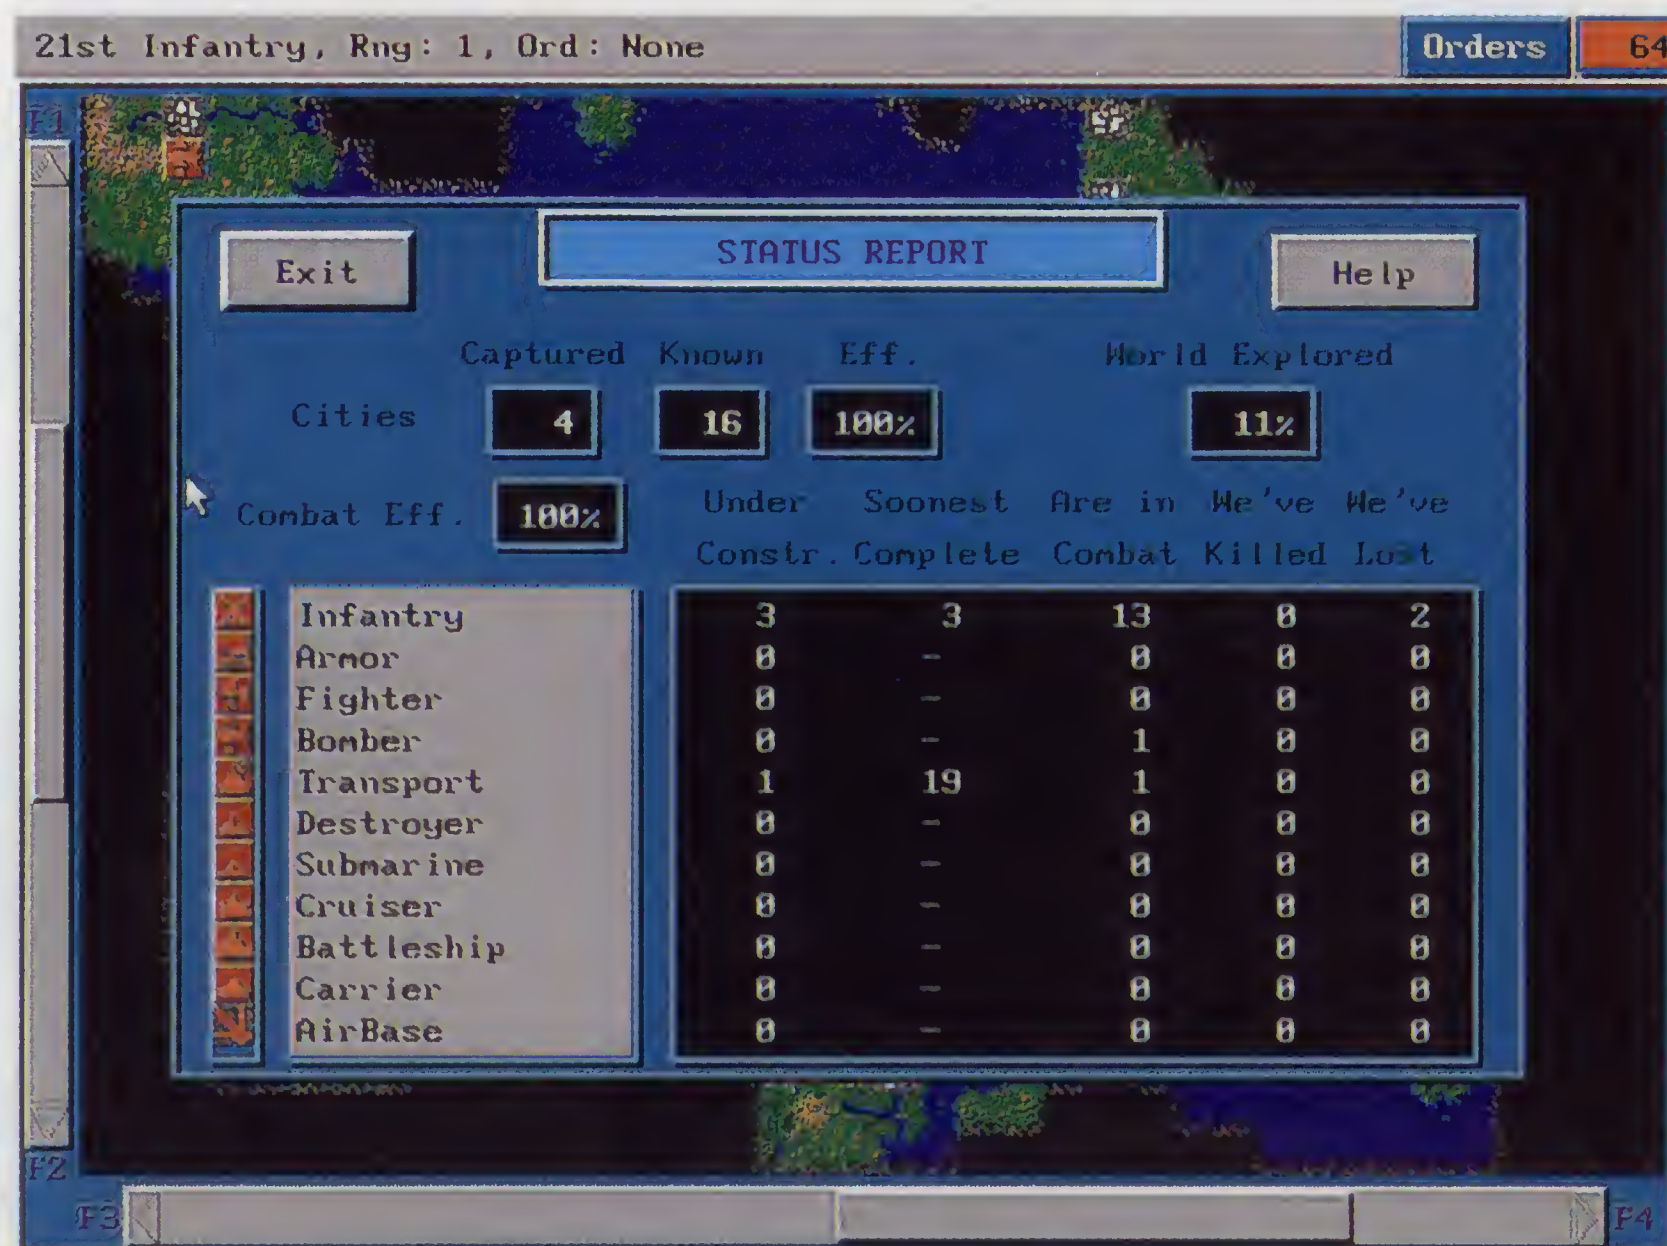 21st Infantry, Rng: 1, Ord: None Orders 64
F1
Exit STATUS REPORT Help
Captured Known Eff. World Explored
Cities 4 16 100% 11%
Combat Eff. 100% Under Soonest Are in We've We've
Constr. Complete Combat Killed Lost
Infantry 3 3 13 0 2
Armor 0 - 0 0 0
Fighter 0 - 0 0 0
Bomber 0 - 1 0 0
Transport 1 19 1 0 0
Destroyer 0 - 0 0 0
Submarine 0 - 0 0 0
Cruiser 0 - 0 0 0
Battleship 0 - 0 0 0
Carrier 0 - 0 0 0
AirBase 0 - 0 0 0
F2
F3 F4